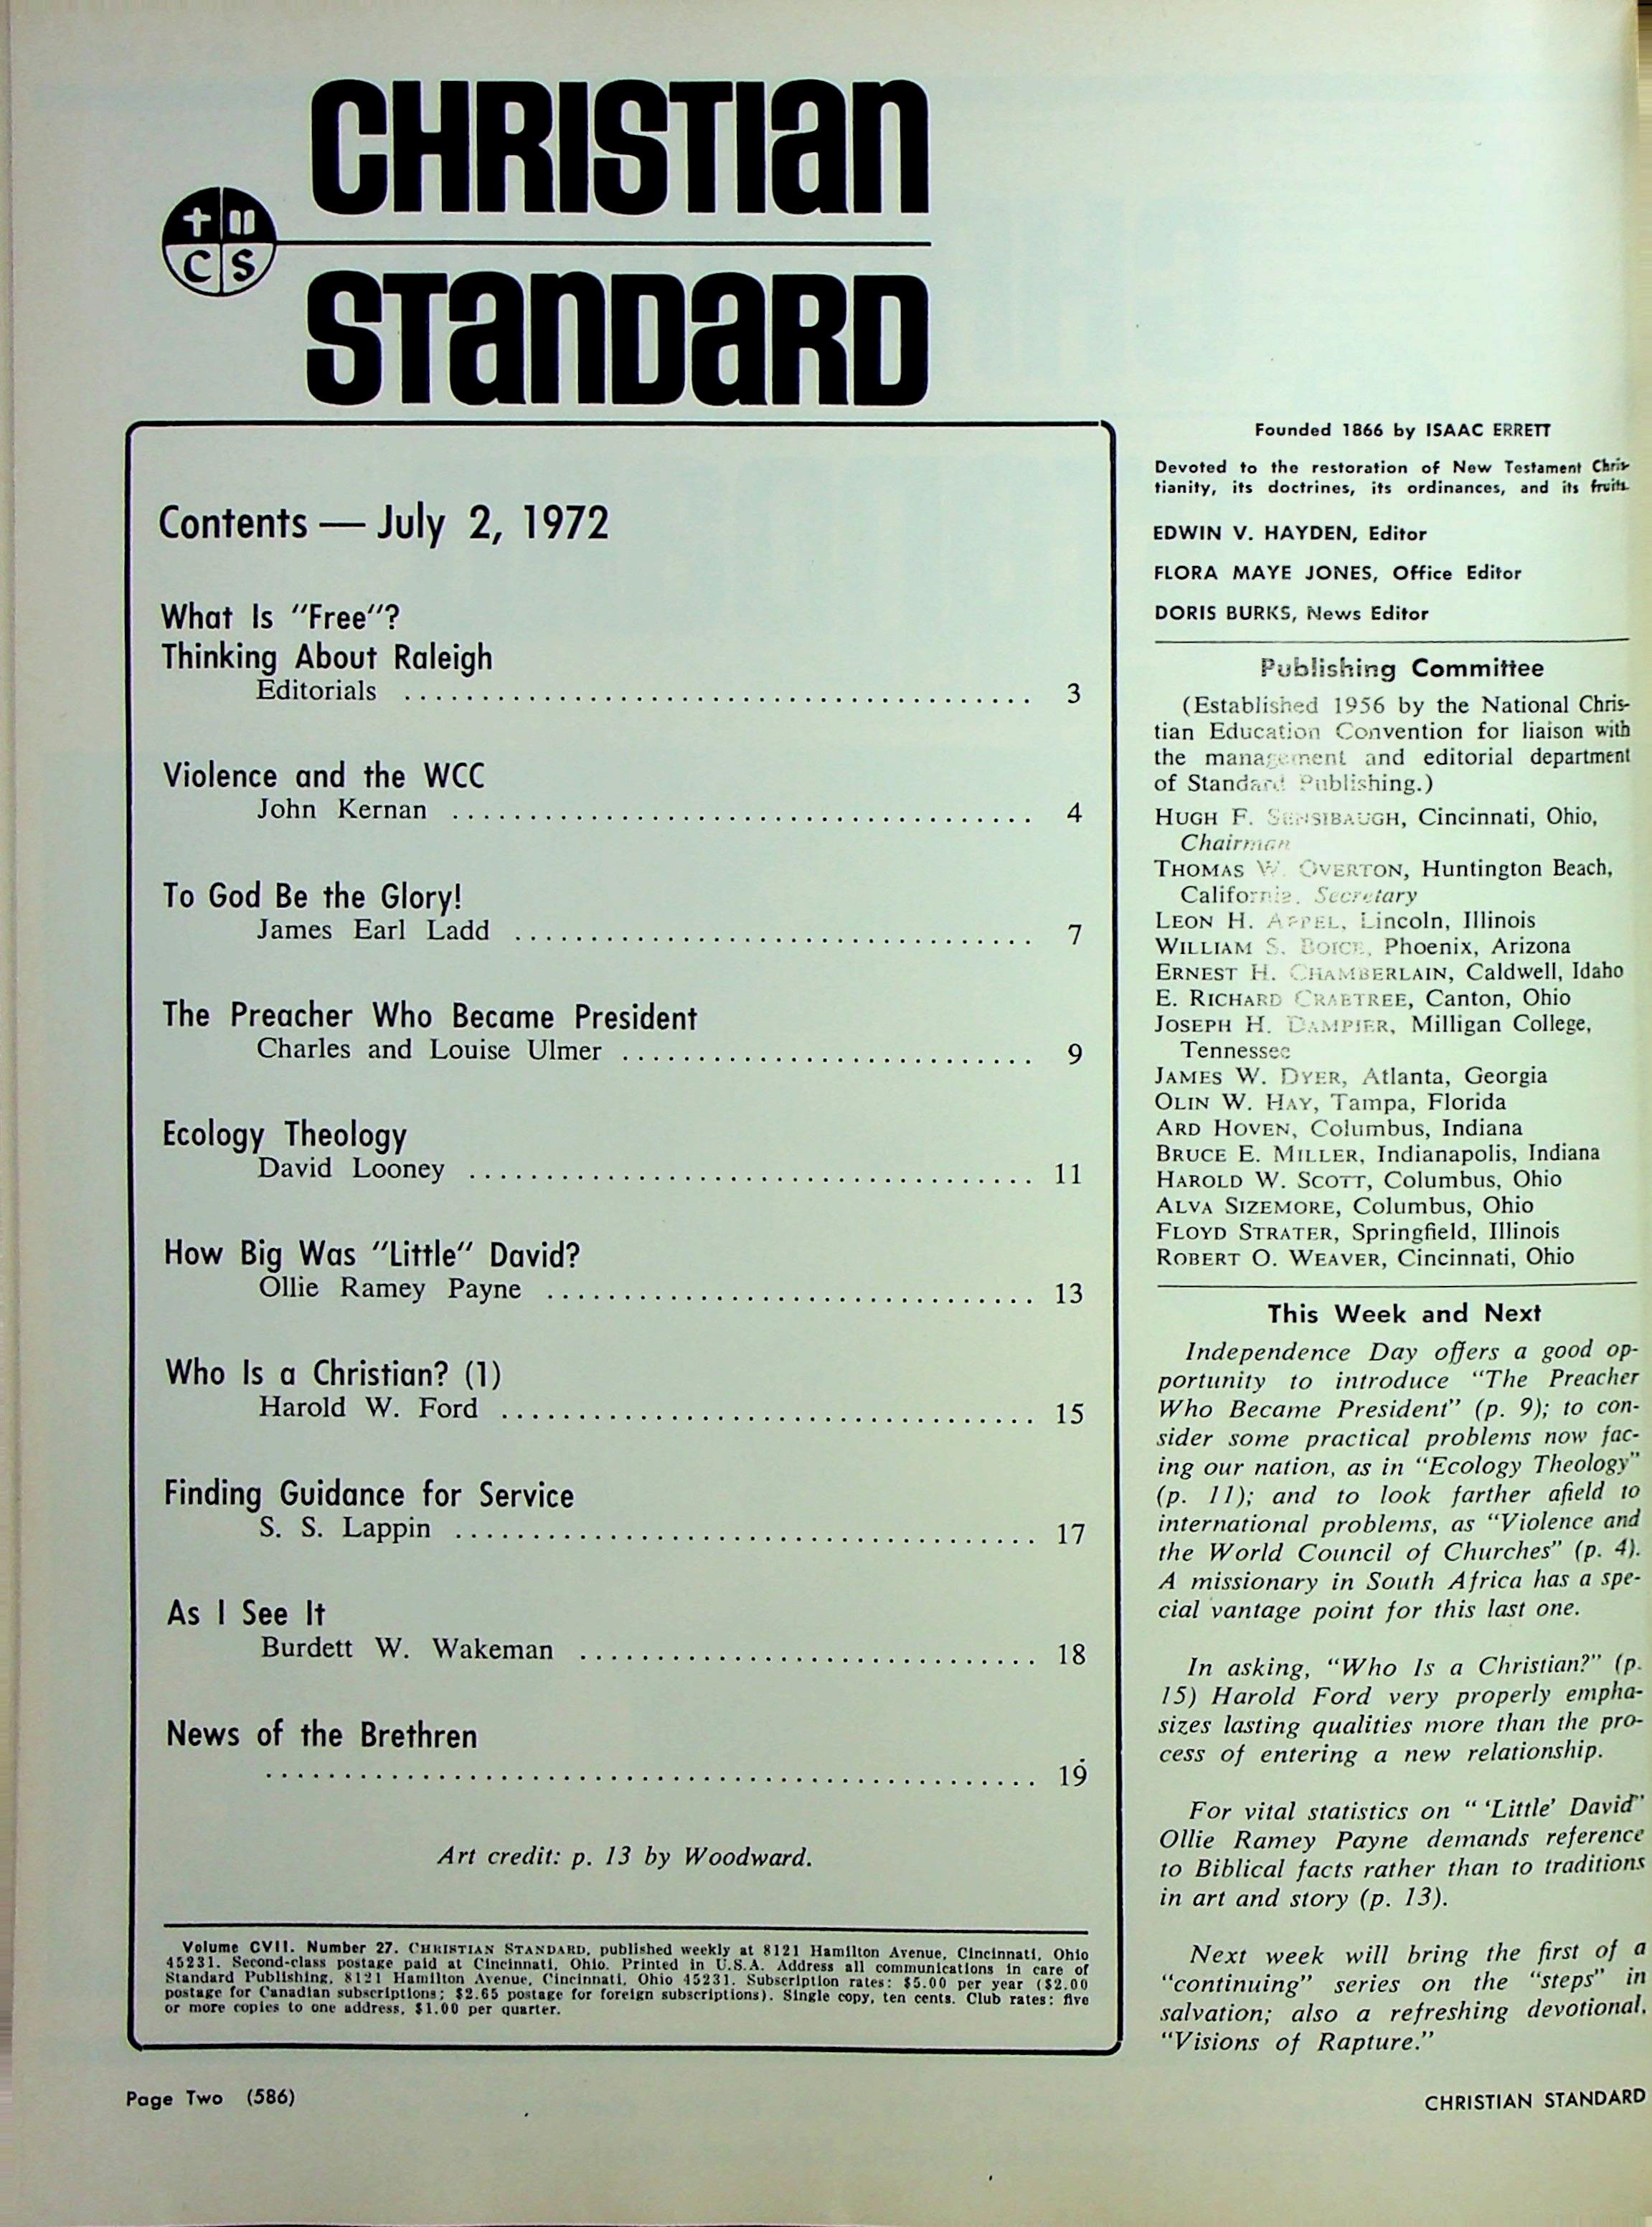 CHRISTIAN
STANDARD
C S
Contents — July 2, 1972
What Is "Free"?
Thinking About Raleigh
Editorials ........................................ 3
Violence and the WCC
John Kernan ...................................... 4
To God Be the Glory!
James Earl Ladd .................................. 7
The Preacher Who Became President
Charles and Louise Ulmer ........................... 9
Ecology Theology
David Looney ..................................... 11
How Big Was "Little" David?
Ollie Ramey Payne ................................ 13
Who Is a Christian? (1)
Harold W. Ford ................................... 15
Finding Guidance for Service
S. S. Lappin ...................................... 17
As I See It
Burdett W. Wakeman .............................. 18
News of the Brethren
.................................................. 19
Art credit: p. 13 by Woodward.
Volume CVII. Number 27. CHRISTIAN STANDARD, published weekly at 8121 Hamilton Avenue, Cincinnati, Ohio
45231. Second-class postage paid at Cincinnati, Ohio. Printed in U.S.A. Address all communications in care of
Standard Publishing, 8121 Hamilton Avenue, Cincinnati, Ohio 45231. Subscription rates: $5.00 per year ($2.00
postage for Canadian subscriptions; $2.65 postage for foreign subscriptions). Single copy, ten cents. Club rates: five
or more copies to one address, $1.00 per quarter.
Founded 1866 by ISAAC ERRETT
Devoted to the restoration of New Testament Chris-
tianity, its doctrines, its ordinances, and its fruits.
EDWIN V. HAYDEN, Editor
FLORA MAYE JONES, Office Editor
DORIS BURKS, News Editor
Publishing Committee
(Established 1956 by the National Chris-
tian Education Convention for liaison with
the management and editorial department
of Standard Publishing.)
HUGH F. SENSIBAUGH, Cincinnati, Ohio,
Chairman
THOMAS W. OVERTON, Huntington Beach,
California, Secretary
LEON H. APPEL, Lincoln, Illinois
WILLIAM S. BOICE, Phoenix, Arizona
ERNEST H. CHAMBERLAIN, Caldwell, Idaho
E. RICHARD CRABTREE, Canton, Ohio
JOSEPH H. DAMPIER, Milligan College,
Tennessee
JAMES W. DYER, Atlanta, Georgia
OLIN W. HAY, Tampa, Florida
ARD HOVEN, Columbus, Indiana
BRUCE E. MILLER, Indianapolis, Indiana
HAROLD W. SCOTT, Columbus, Ohio
ALVA SIZEMORE, Columbus, Ohio
FLOYD STRATER, Springfield, Illinois
ROBERT O. WEAVER, Cincinnati, Ohio
This Week and Next
Independence Day offers a good op-
portunity to introduce "The Preacher
Who Became President" (p. 9); to con-
sider some practical problems now fac-
ing our nation, as in "Ecology Theology"
(p. 11); and to look farther afield to
international problems, as "Violence and
the World Council of Churches" (p. 4).
A missionary in South Africa has a spe-
cial vantage point for this last one.
In asking, "Who Is a Christian?" (p.
15) Harold Ford very properly empha-
sizes lasting qualities more than the pro-
cess of entering a new relationship.
For vital statistics on " 'Little' David"
Ollie Ramey Payne demands reference
to Biblical facts rather than to traditions
in art and story (p. 13).
Next week will bring the first of a
"continuing" series on the "steps" in
salvation; also a refreshing devotional,
"Visions of Rapture."
Page Two (586)
CHRISTIAN STANDARD